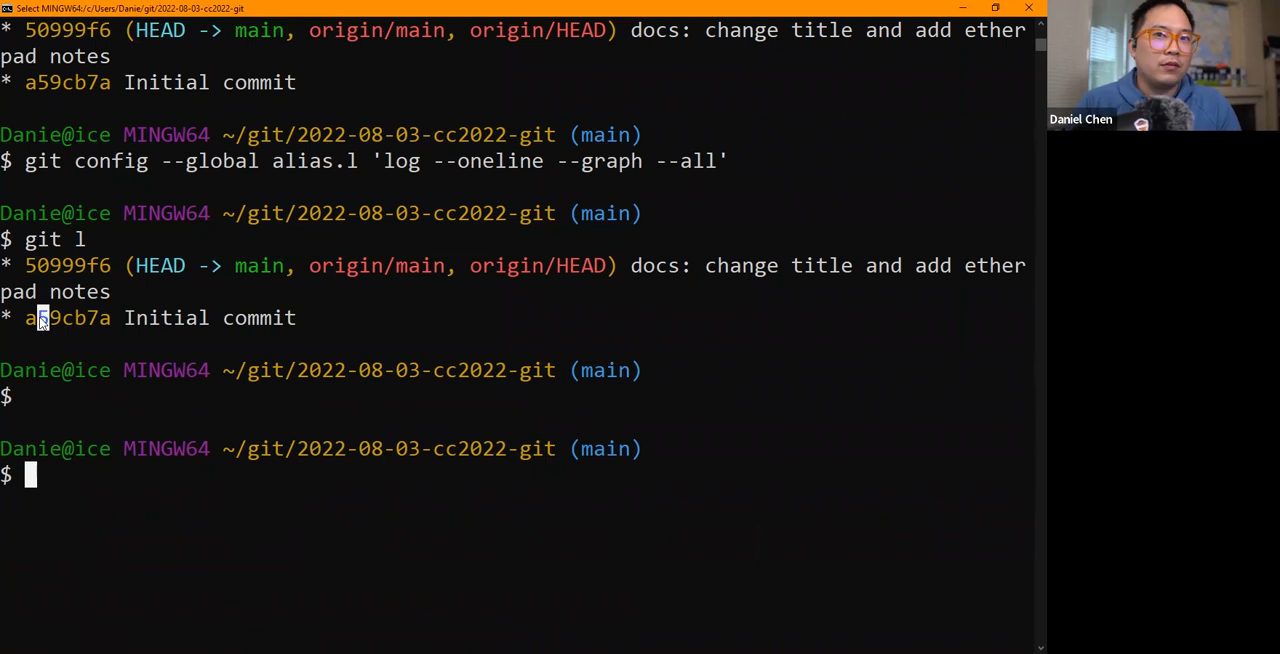 Select MINGW64:/c/Users/Danie/git/2022-08-03-cc2022-git
* 50999f6 (HEAD -> main, origin/main, origin/HEAD) docs: change title and add ether
pad notes
* a59cb7a Initial commit
Danie@ice MINGW64 ~/git/2022-08-03-cc2022-git (main)
$ git config --global alias.l 'log --oneline --graph --all'
Danie@ice MINGW64 ~/git/2022-08-03-cc2022-git (main)
$ git l
* 50999f6 (HEAD -> main, origin/main, origin/HEAD) docs: change title and add ether
pad notes
* a59cb7a Initial commit
Danie@ice MINGW64 ~/git/2022-08-03-cc2022-git (main)
$
Danie@ice MINGW64 ~/git/2022-08-03-cc2022-git (main)
$
Daniel Chen